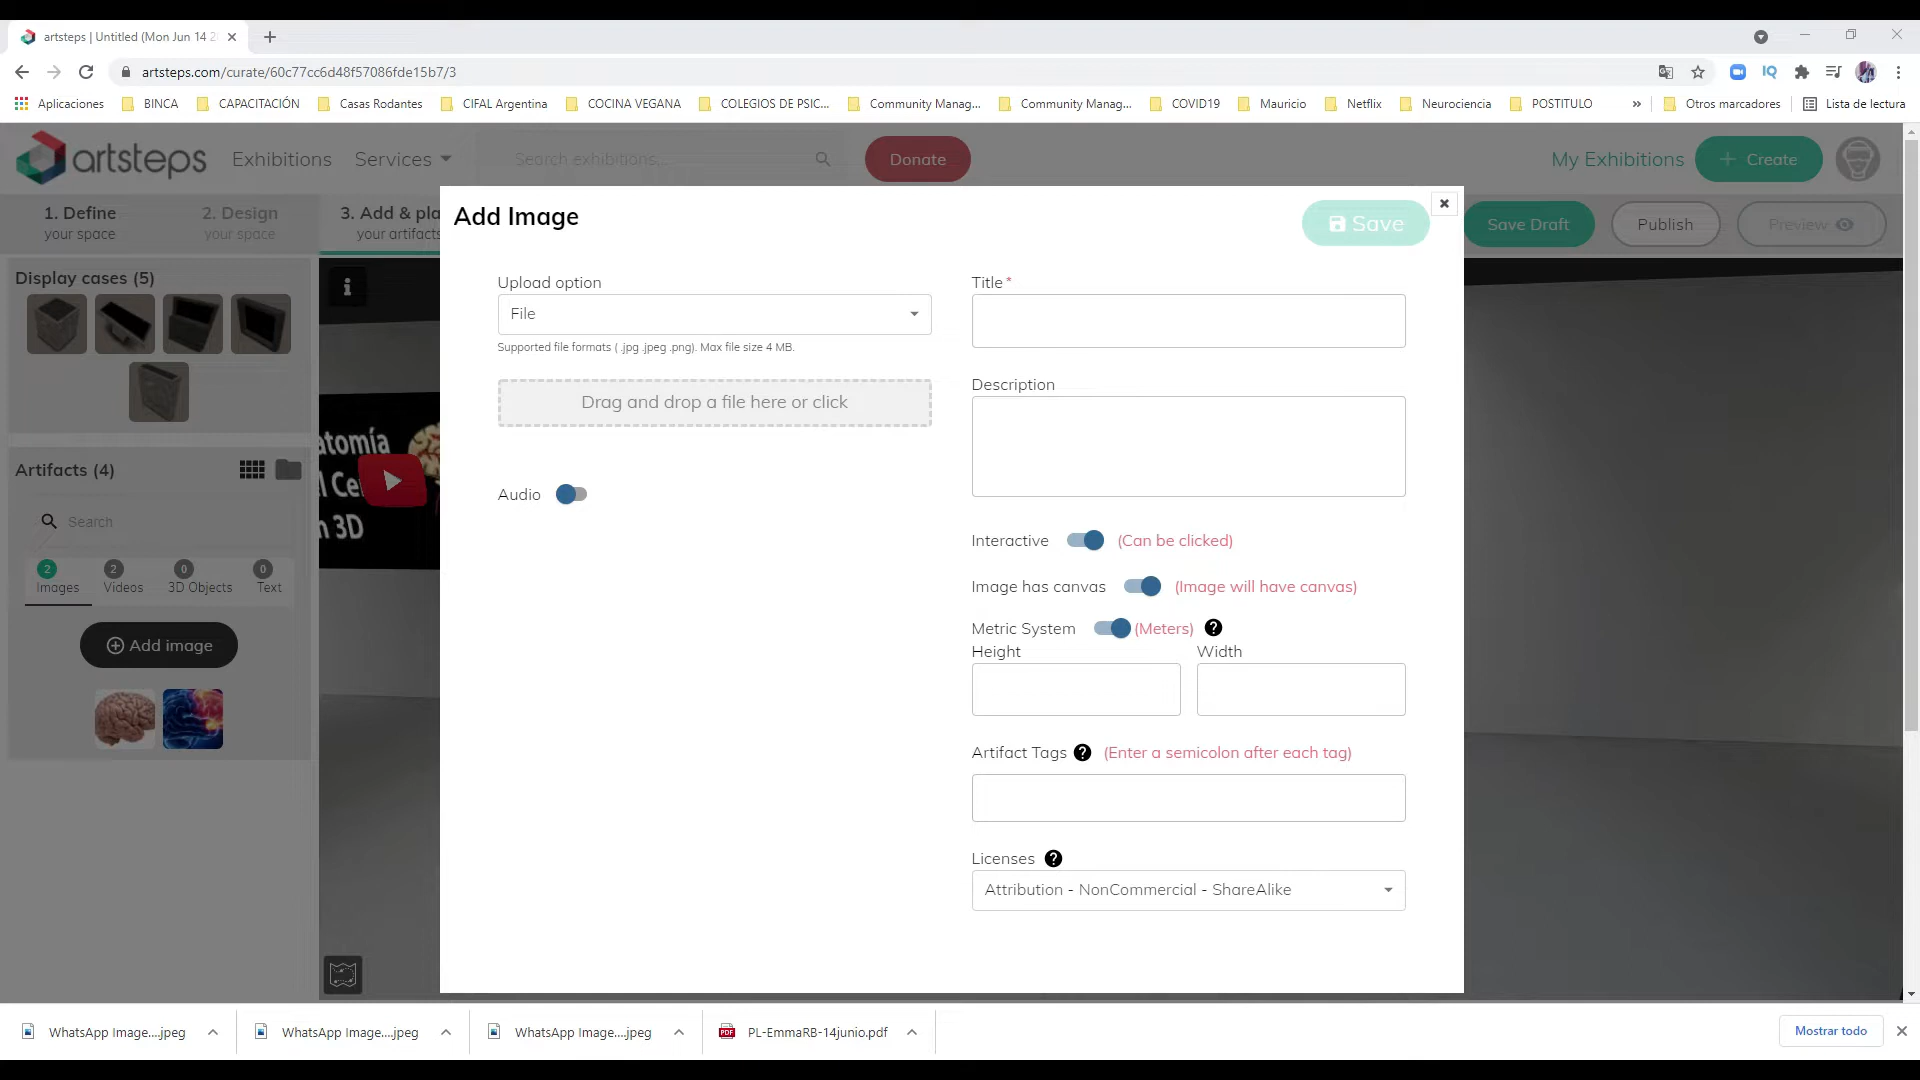 artsteps | Untitled (Mon Jun 14 2
artsteps.com/curate/60c77cc6d48f57086fde15b7/3
IQ
Aplicaciones BINCA CAPACITACIÓN Casas Rodantes CIFAL Argentina COCINA VEGANA COLEGIOS DE PSIC... Community Manag... Community Manag... COVID19 Mauricio Netflix Neurociencia POSTITULO » Otros marcadores Lista de lectura
artsteps Exhibitions Services Search exhibitions... Donate My Exhibitions + Create
1. Define
your space
2. Design
your space
3. Add & pla
your artifacts
Save Draft Publish Preview
Display cases (5)
Artifacts (4)
Search
2 2 0 0
Images Videos 3D Objects Text
Add image
atomía
l Ce
n 3D
Add Image
Save
Upload option
File
Supported file formats ( .jpg .jpeg .png). Max file size 4 MB.
Drag and drop a file here or click
Audio
Title *
Description
Interactive (Can be clicked)
Image has canvas (Image will have canvas)
Metric System (Meters)
Height Width
Artifact Tags (Enter a semicolon after each tag)
Licenses
Attribution - NonCommercial - ShareAlike
WhatsApp Image....jpeg WhatsApp Image....jpeg WhatsApp Image....jpeg PDF PL-EmmaRB-14junio.pdf Mostrar todo